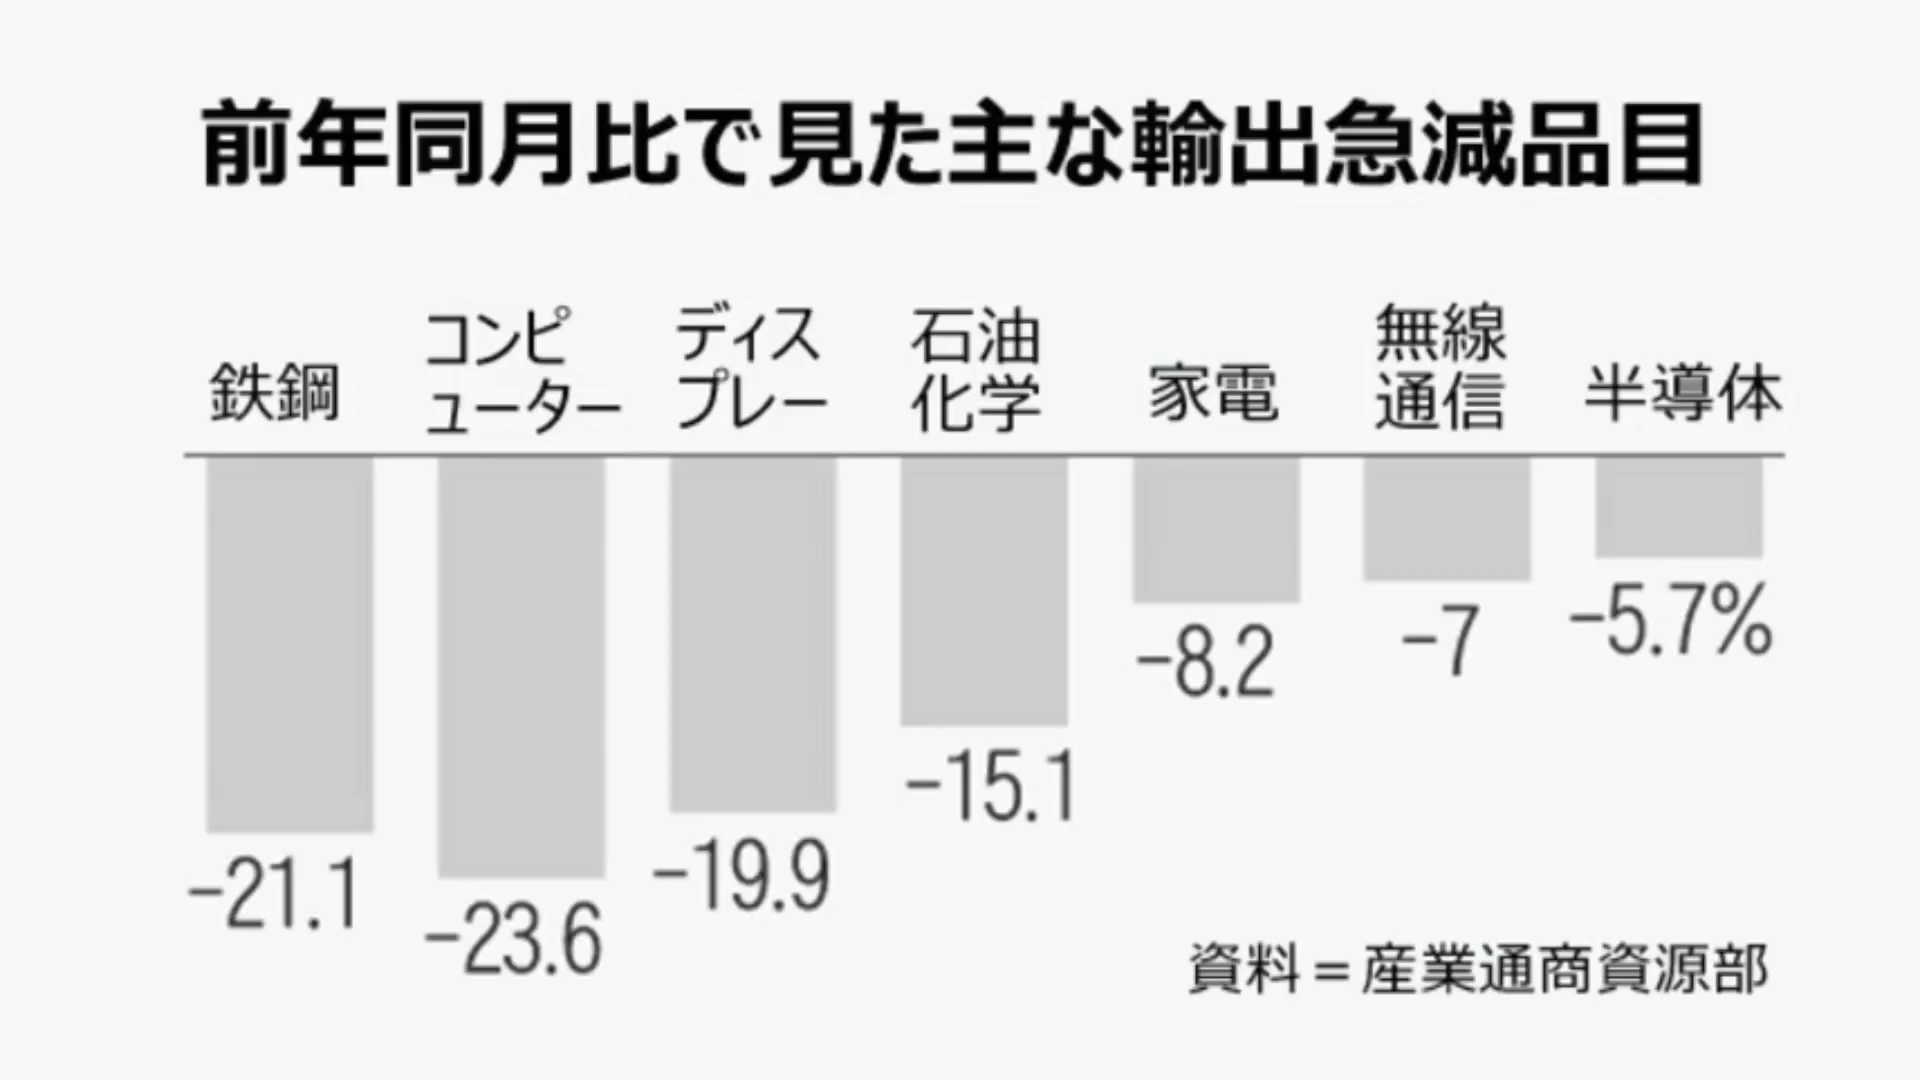 前年同月比で見た主な輸出急減品目
鉄鋼
コンピ
ューター
ディス
プレー
石油
化学
家電
無線
通信
半導体
-21.1
-23.6
-19.9
-15.1
-8.2
-7
-5.7%
資料=産業通商資源部